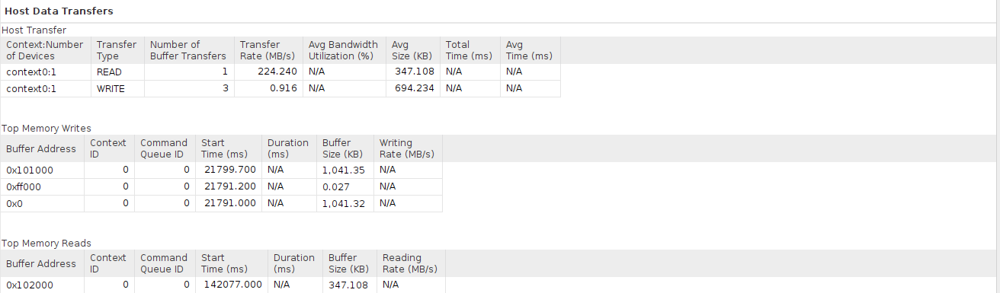 Host Data Transfers
Host Transfer
Context:Number of Devices Transfer Type Number of Buffer Transfers Transfer Rate (MB/s) Avg Bandwidth Utilization (%) Avg Size (KB) Total Time (ms) Avg Time (ms)
context0:1 READ 1 224.240 N/A 347.108 N/A N/A
context0:1 WRITE 3 0.916 N/A 694.234 N/A N/A
Top Memory Writes
Buffer Address Context ID Command Queue ID Start Time (ms) Duration (ms) Buffer Size (KB) Writing Rate (MB/s)
0x101000 0 0 21799.700 N/A 1,041.35 N/A
0xff000 0 0 21791.200 N/A 0.027 N/A
0x0 0 0 21791.000 N/A 1,041.32 N/A
Top Memory Reads
Buffer Address Context ID Command Queue ID Start Time (ms) Duration (ms) Buffer Size (KB) Reading Rate (MB/s)
0x102000 0 0 142077.000 N/A 347.108 N/A